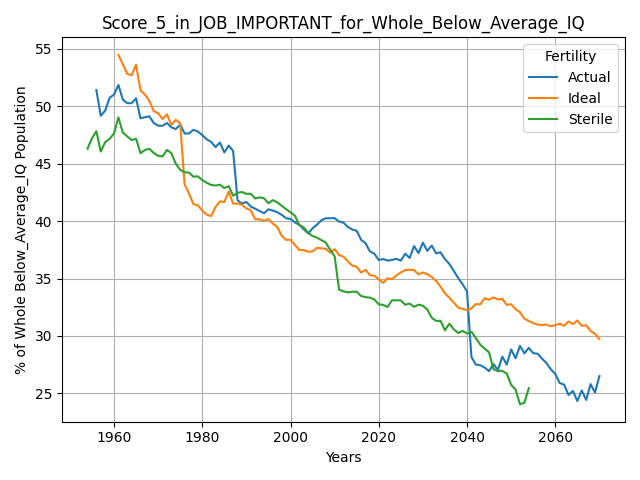 Score_5_in_JOB_IMPORTANT_for_Whole_Below_Average_IQ
% of Whole Below_Average_IQ Population
55
50
45
40
35
30
25
Fertility
Actual
Ideal
Sterile
1960
1980
2000
2020
2040
2060
Years